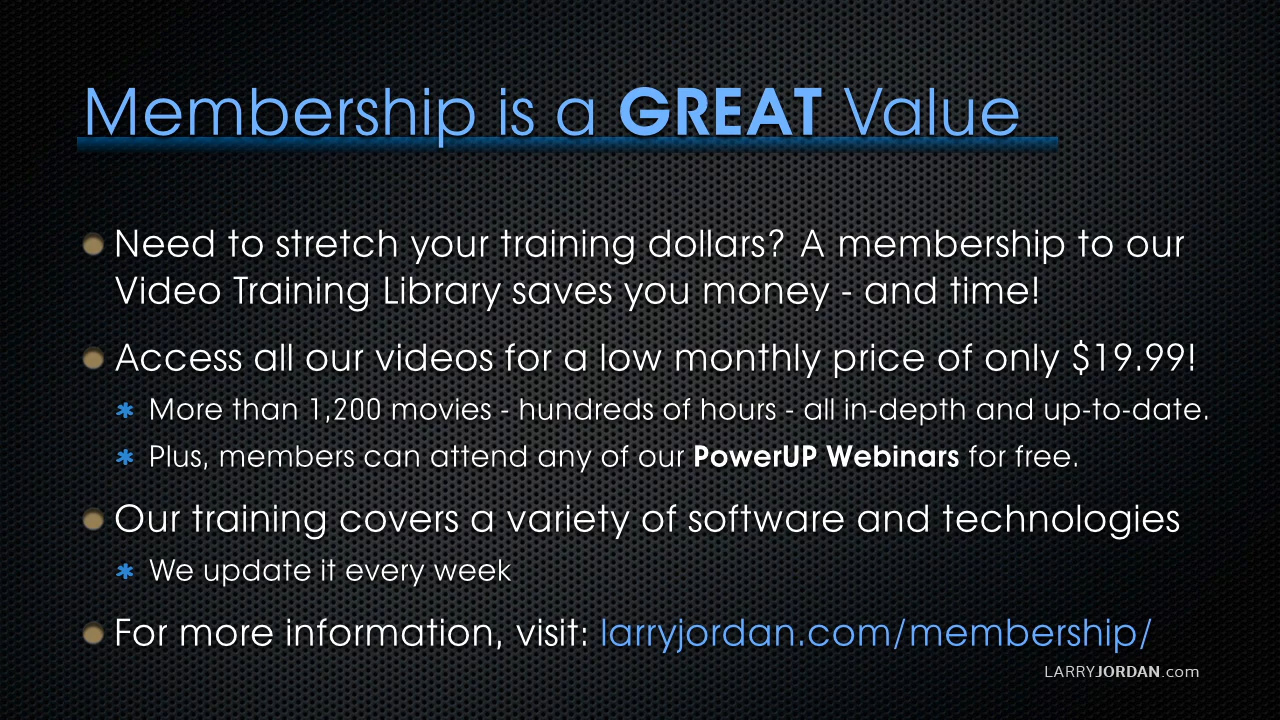 Membership is a GREAT Value
Need to stretch your training dollars? A membership to our
Video Training Library saves you money - and time!
Access all our videos for a low monthly price of only $19.99!
More than 1,200 movies - hundreds of hours - all in-depth and up-to-date.
Plus, members can attend any of our PowerUP Webinars for free.
Our training covers a variety of software and technologies
We update it every week
For more information, visit: larryjordan.com/membership/
LARRYJORDAN.com